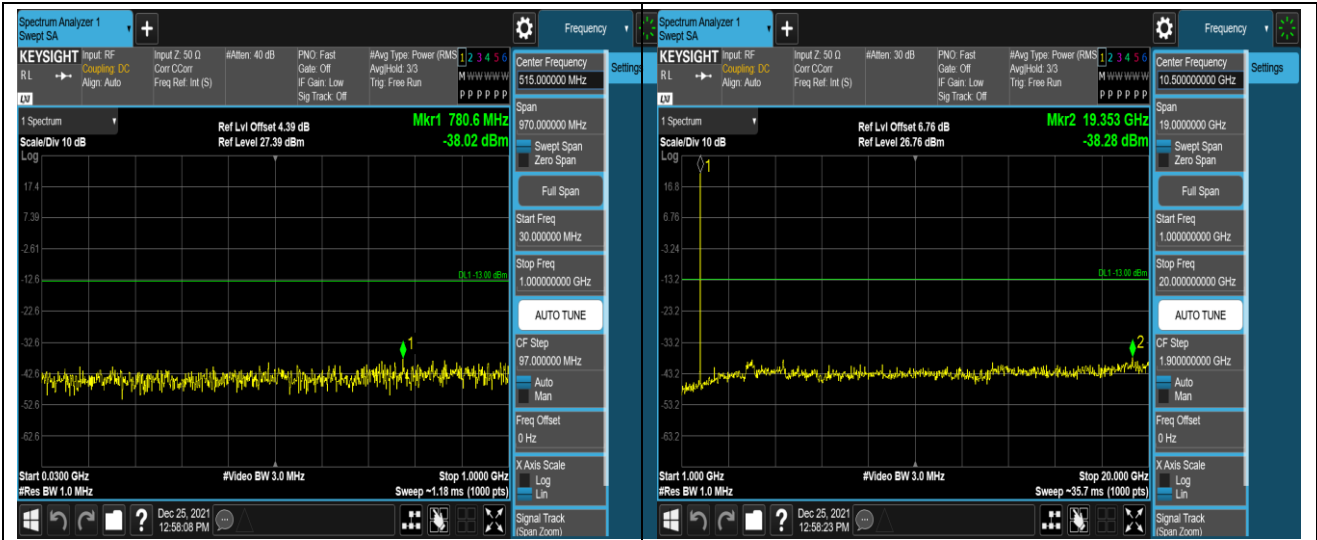 Spectrum Analyzer 1
Swept SA
+
Frequency
KEYSIGHT
RL
LXI
Input: RF
Coupling: DC
Align: Auto
Input Z: 50 Ω
Corr CCorr
Freq Ref: Int (S)
#Atten: 40 dB
PNO: Fast
Gate: Off
IF Gain: Low
Sig Track: Off
#Avg Type: Power (RMS
Avg|Hold: 3/3
Trig: Free Run
1 2 3 4 5 6
M W W W W W
P P P P P P
Center Frequency
515.000000 MHz
Settings
1 Spectrum
Scale/Div 10 dB
Log
Ref Lvl Offset 4.39 dB
Ref Level 27.39 dBm
Mkr1 780.6 MHz
-38.02 dBm
17.4
7.39
-2.61
-12.6
-22.6
-32.6
-42.6
-52.6
-62.6
DL1 -13.00 dBm
1
Start 0.0300 GHz
#Res BW 1.0 MHz
#Video BW 3.0 MHz
Stop 1.0000 GHz
Sweep ~1.18 ms (1000 pts)
Span
970.000000 MHz
Swept Span
Zero Span
Full Span
Start Freq
30.000000 MHz
Stop Freq
1.000000000 GHz
AUTO TUNE
CF Step
97.000000 MHz
Auto
Man
Freq Offset
0 Hz
X Axis Scale
Log
Lin
Signal Track
(Span Zoom)
?
Dec 25, 2021
12:58:08 PM
Spectrum Analyzer 1
Swept SA
+
Frequency
KEYSIGHT
RL
LXI
Input: RF
Coupling: DC
Align: Auto
Input Z: 50 Ω
Corr CCorr
Freq Ref: Int (S)
#Atten: 30 dB
PNO: Fast
Gate: Off
IF Gain: Low
Sig Track: Off
#Avg Type: Power (RMS
Avg|Hold: 3/3
Trig: Free Run
1 2 3 4 5 6
M W W W W W
P P P P P P
Center Frequency
10.500000000 GHz
Settings
1 Spectrum
Scale/Div 10 dB
Log
Ref Lvl Offset 6.76 dB
Ref Level 26.76 dBm
Mkr2 19.353 GHz
-38.28 dBm
1
16.8
6.76
-3.24
-13.2
-23.2
-33.2
-43.2
-53.2
-63.2
DL1 -13.00 dBm
2
Start 1.000 GHz
#Res BW 1.0 MHz
#Video BW 3.0 MHz
Stop 20.000 GHz
Sweep ~35.7 ms (1000 pts)
Span
19.0000000 GHz
Swept Span
Zero Span
Full Span
Start Freq
1.000000000 GHz
Stop Freq
20.000000000 GHz
AUTO TUNE
CF Step
1.900000000 GHz
Auto
Man
Freq Offset
0 Hz
X Axis Scale
Log
Lin
Signal Track
(Span Zoom)
?
Dec 25, 2021
12:58:23 PM